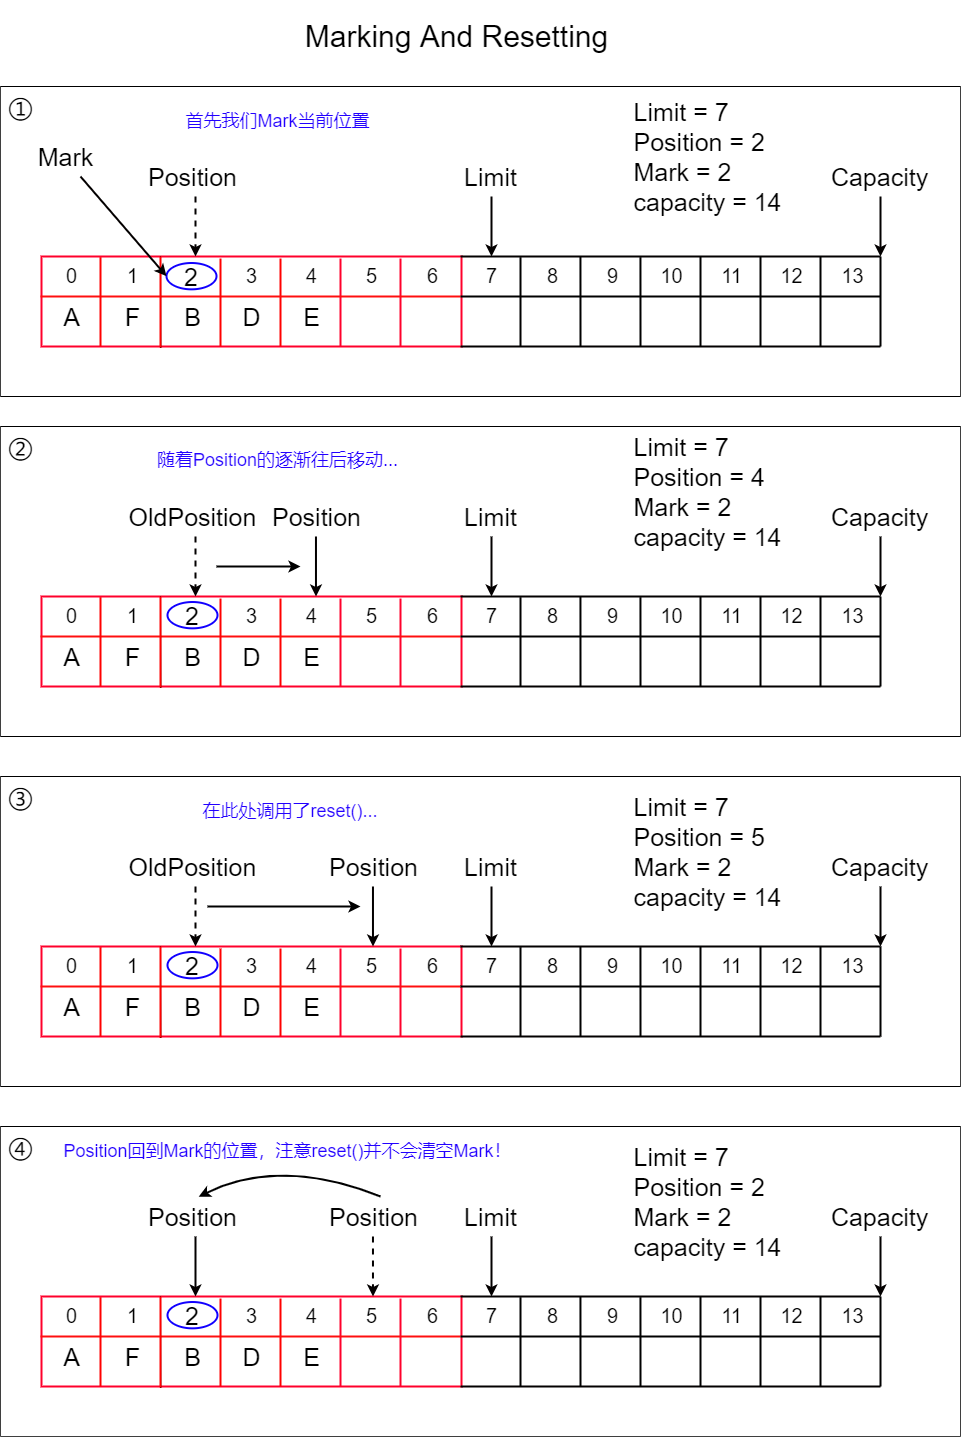 Marking And Resetting
①
首先我们Mark当前位置
Limit = 7
Position = 2
Mark = 2
capacity = 14
Mark
Position
Limit
Capacity
0 1 2 3 4 5 6 7 8 9 10 11 12 13
A F B D E
②
随着Position的逐渐往后移动...
Limit = 7
Position = 4
Mark = 2
capacity = 14
OldPosition
Position
Limit
Capacity
0 1 2 3 4 5 6 7 8 9 10 11 12 13
A F B D E
③
在此处调用了reset()...
Limit = 7
Position = 5
Mark = 2
capacity = 14
OldPosition
Position
Limit
Capacity
0 1 2 3 4 5 6 7 8 9 10 11 12 13
A F B D E
④
Position回到Mark的位置，注意reset()并不会清空Mark！
Limit = 7
Position = 2
Mark = 2
capacity = 14
Position
Position
Limit
Capacity
0 1 2 3 4 5 6 7 8 9 10 11 12 13
A F B D E